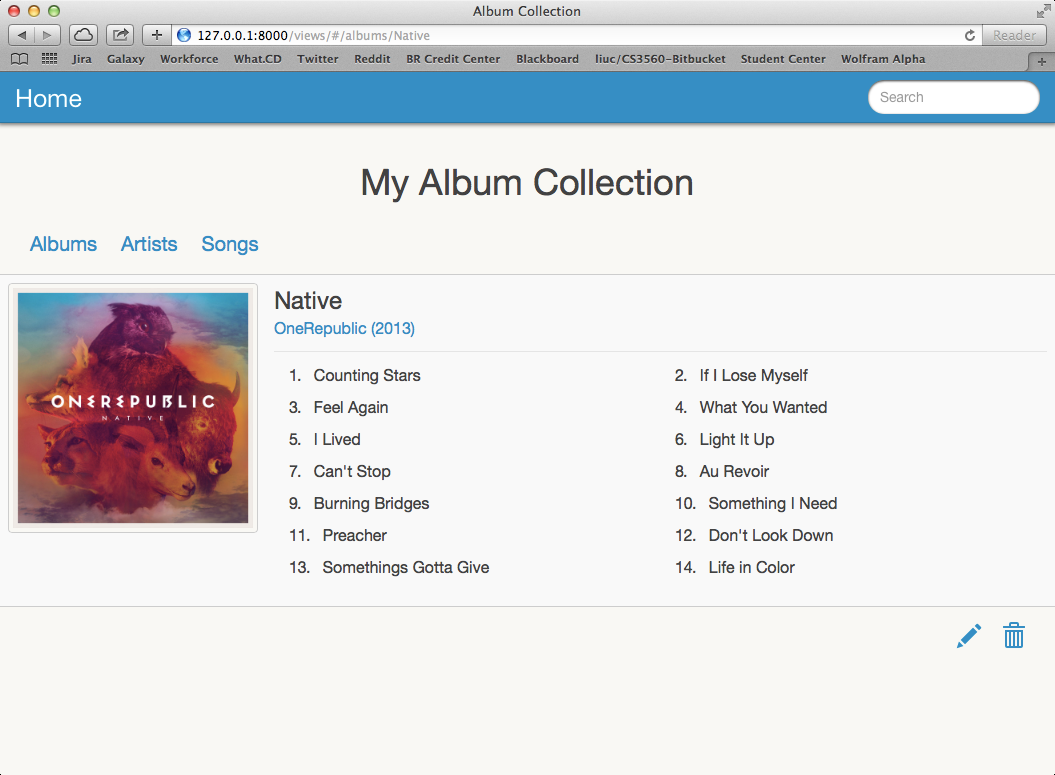 Album Collection
127.0.0.1:8000/views/#/albums/Native
Reader
Jira Galaxy Workforce What.CD Twitter Reddit BR Credit Center Blackboard liuc/CS3560-Bitbucket Student Center Wolfram Alpha
Home
Search
My Album Collection
Albums Artists Songs
ONEREPUBLIC
NATIVE
Native
OneRepublic (2013)
1. Counting Stars
2. If I Lose Myself
3. Feel Again
4. What You Wanted
5. I Lived
6. Light It Up
7. Can't Stop
8. Au Revoir
9. Burning Bridges
10. Something I Need
11. Preacher
12. Don't Look Down
13. Somethings Gotta Give
14. Life in Color